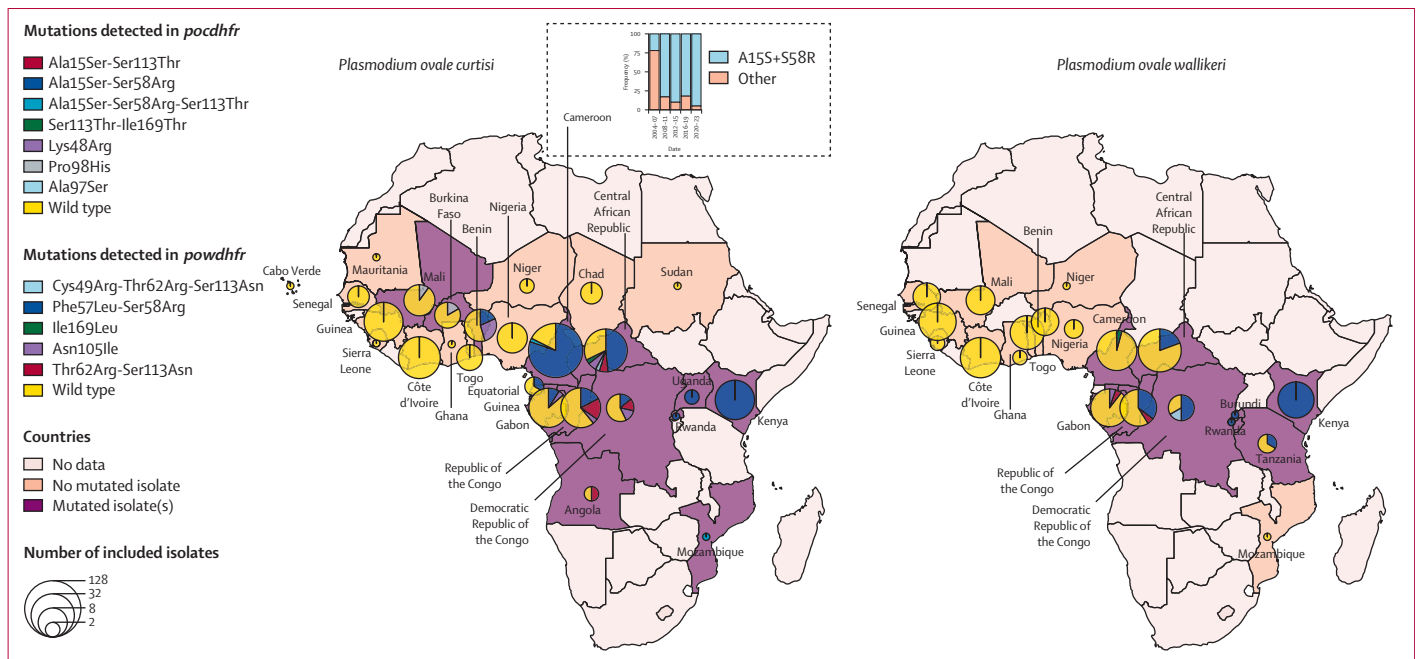 Mutations detected in pocdhfr
Ala15Ser-Ser113Thr
Ala15Ser-Ser58Arg
Ala15Ser-Ser58Arg-Ser113Thr
Ser113Thr-Ile169Thr
Lys48Arg
Pro98His
Ala97Ser
Wild type
Mutations detected in powdhfr
Cys49Arg-Thr62Arg-Ser113Asn
Phe57Leu-Ser58Arg
Ile169Leu
Asn105Ile
Thr62Arg-Ser113Asn
Wild type
Countries
No data
No mutated isolate
Mutated isolate(s)
Number of included isolates
128
32
8
2
Plasmodium ovale curtisi
Frequency (%)
100
75
50
25
0
2004–07
2008–11
2012–15
2016–19
2020–23
Date
A15S+S58R
Other
Cameroon
Burkina
Faso
Benin
Nigeria
Central
African
Republic
Cabo Verde
Mauritania
Mali
Niger
Chad
Sudan
Senegal
Guinea
Sierra
Leone
Côte
d’Ivoire
Ghana
Togo
Equatorial
Guinea
Gabon
Uganda
Rwanda
Kenya
Republic of
the Congo
Democratic
Republic of
the Congo
Angola
Mozambique
Plasmodium ovale wallikeri
Central
African
Republic
Benin
Mali
Niger
Senegal
Guinea
Sierra
Leone
Côte
d’Ivoire
Ghana
Togo
Nigeria
Cameroon
Gabon
Burundi
Rwanda
Kenya
Tanzania
Republic of
the Congo
Democratic
Republic of
the Congo
Mozambique